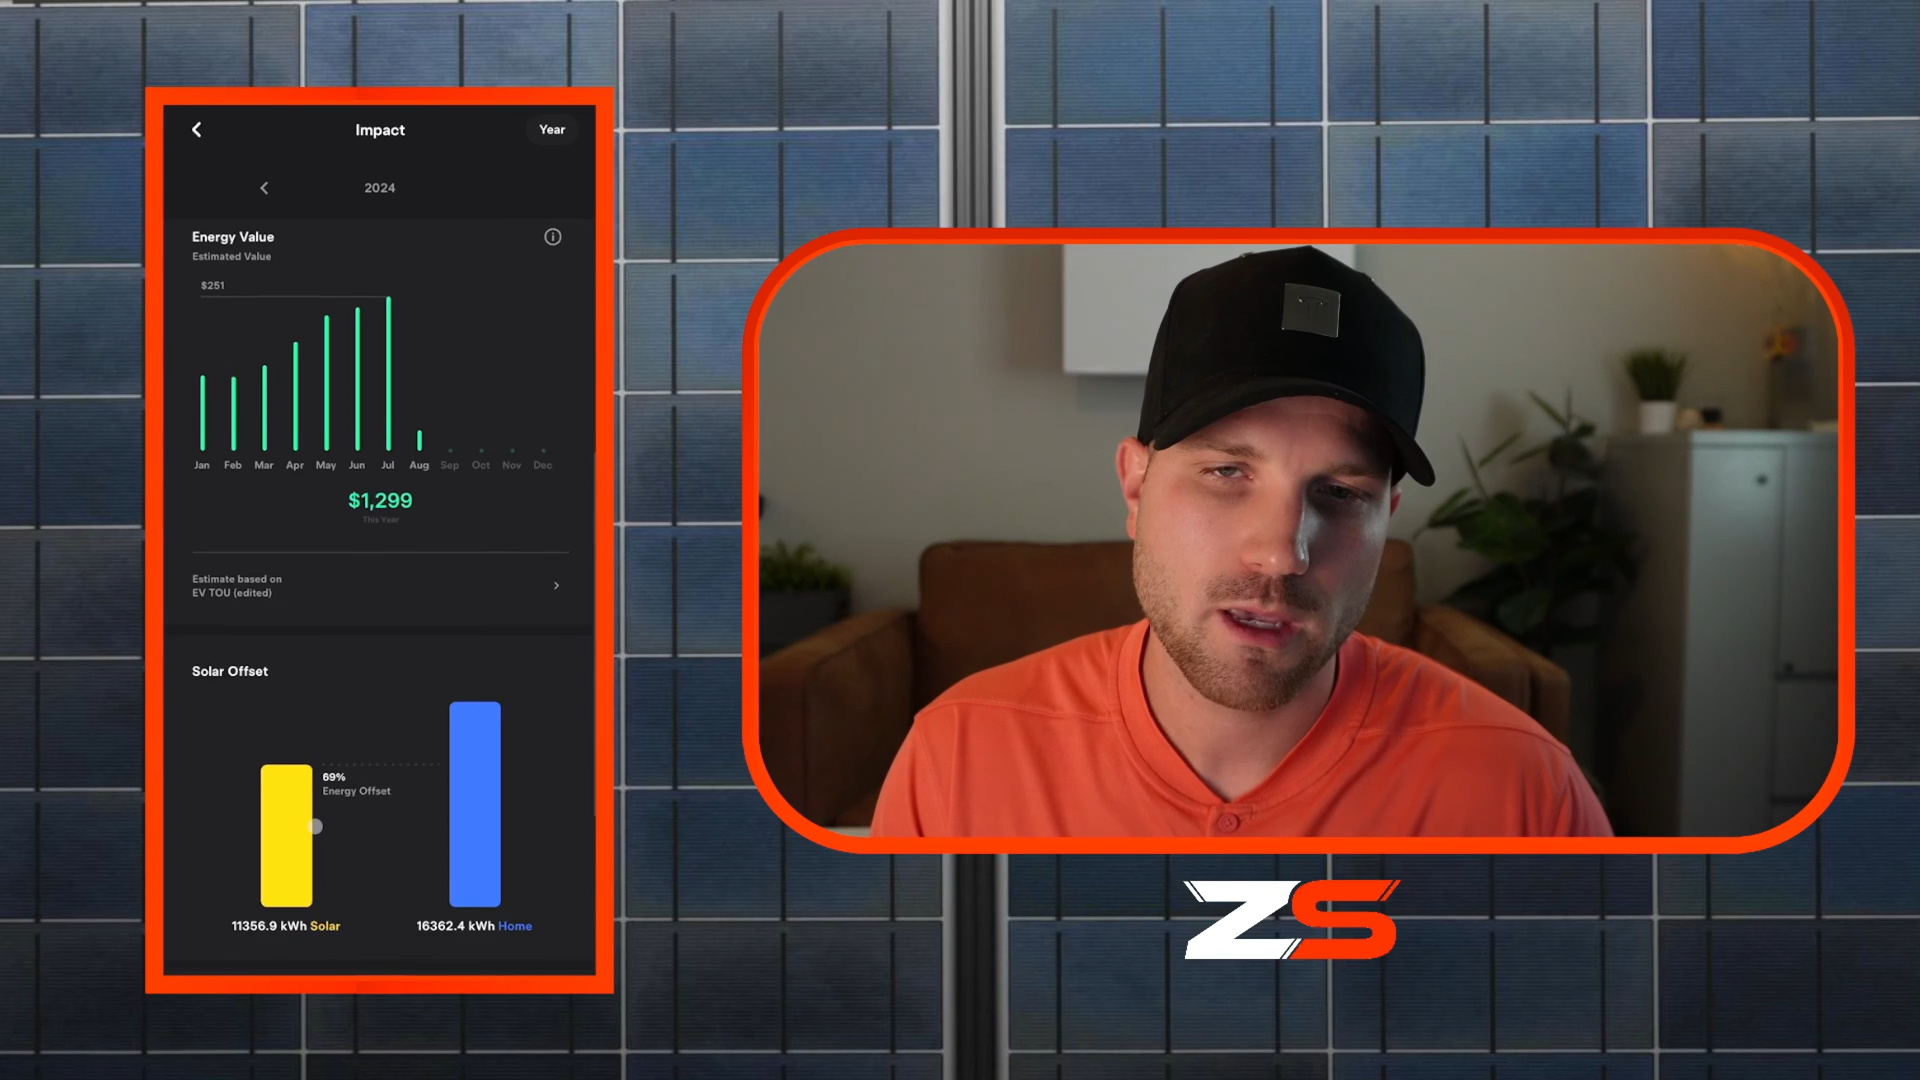 Impact
Year
2024
Energy Value
Estimated Value
$251
Jan Feb Mar Apr May Jun Jul Aug Sep Oct Nov Dec
$1,299
This Year
Estimate based on
EV TOU (edited)
Solar Offset
69%
Energy Offset
11356.9 kWh Solar
16362.4 kWh Home
ZS